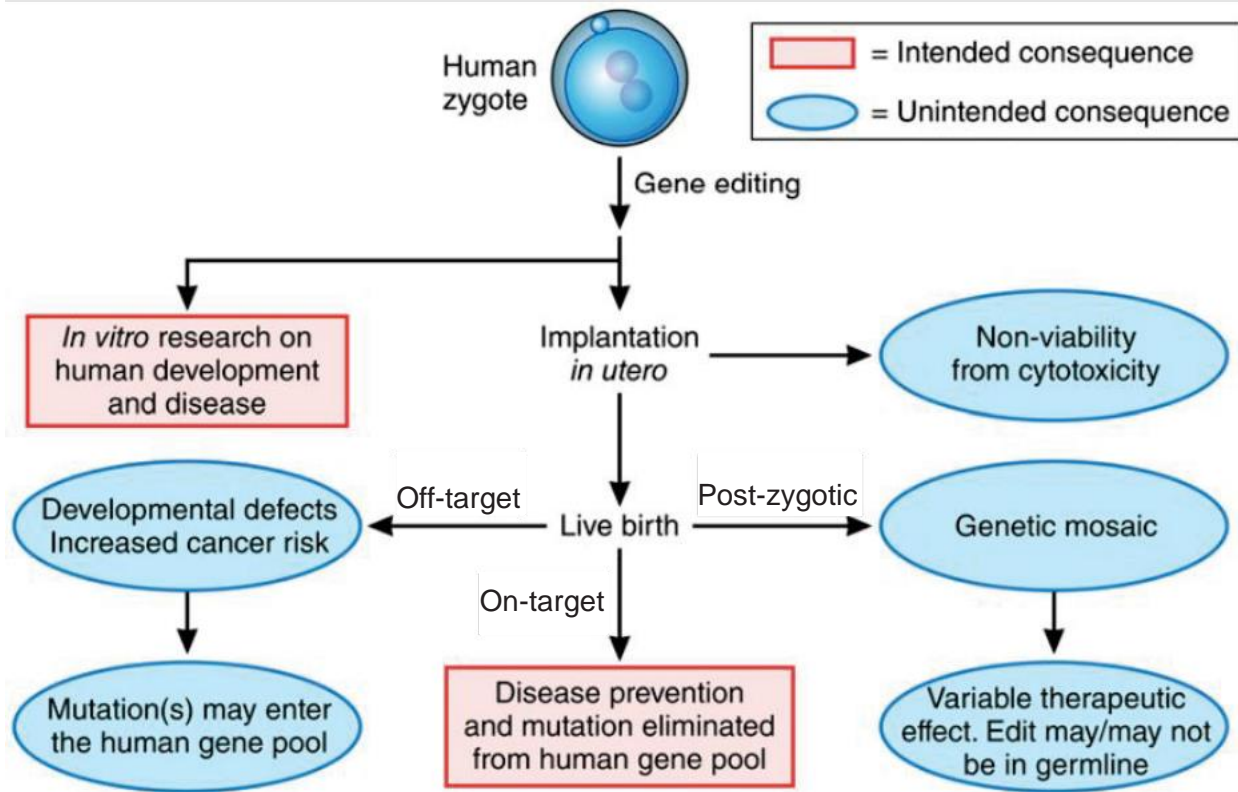 Human
zygote
= Intended consequence
= Unintended consequence
Gene editing
In vitro research on
human development
and disease
Implantation
in utero
Non-viability
from cytotoxicity
Developmental defects
Increased cancer risk
Off-target
Live birth
Post-zygotic
Genetic mosaic
On-target
Mutation(s) may enter
the human gene pool
Disease prevention
and mutation eliminated
from human gene pool
Variable therapeutic
effect. Edit may/may not
be in germline